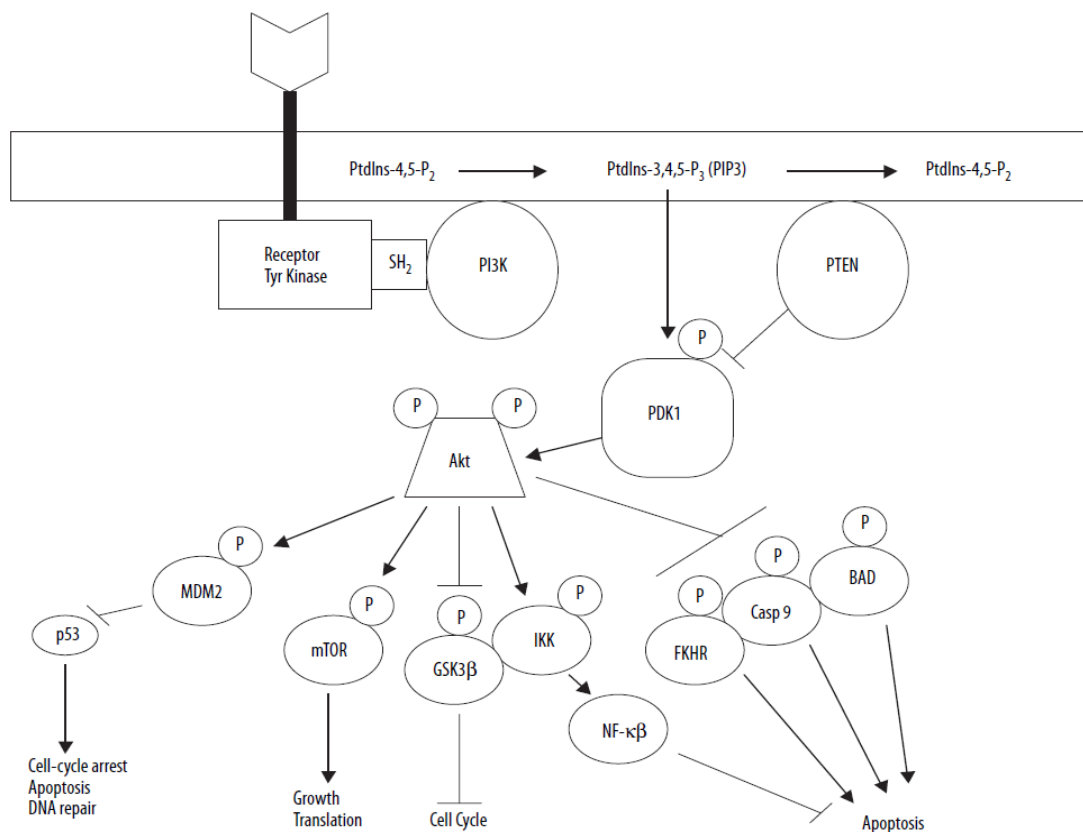 PtdIns-4,5-P₂
PtdIns-3,4,5-P₃ (PIP3)
PtdIns-4,5-P₂
Receptor
Tyr Kinase
SH₂
PI3K
PTEN
P
PDK1
P
P
Akt
P
MDM2
p53
Cell-cycle arrest
Apoptosis
DNA repair
P
mTOR
Growth
Translation
P
GSK3β
Cell Cycle
P
IKK
NF-κβ
P
FKHR
P
Casp 9
P
BAD
Apoptosis